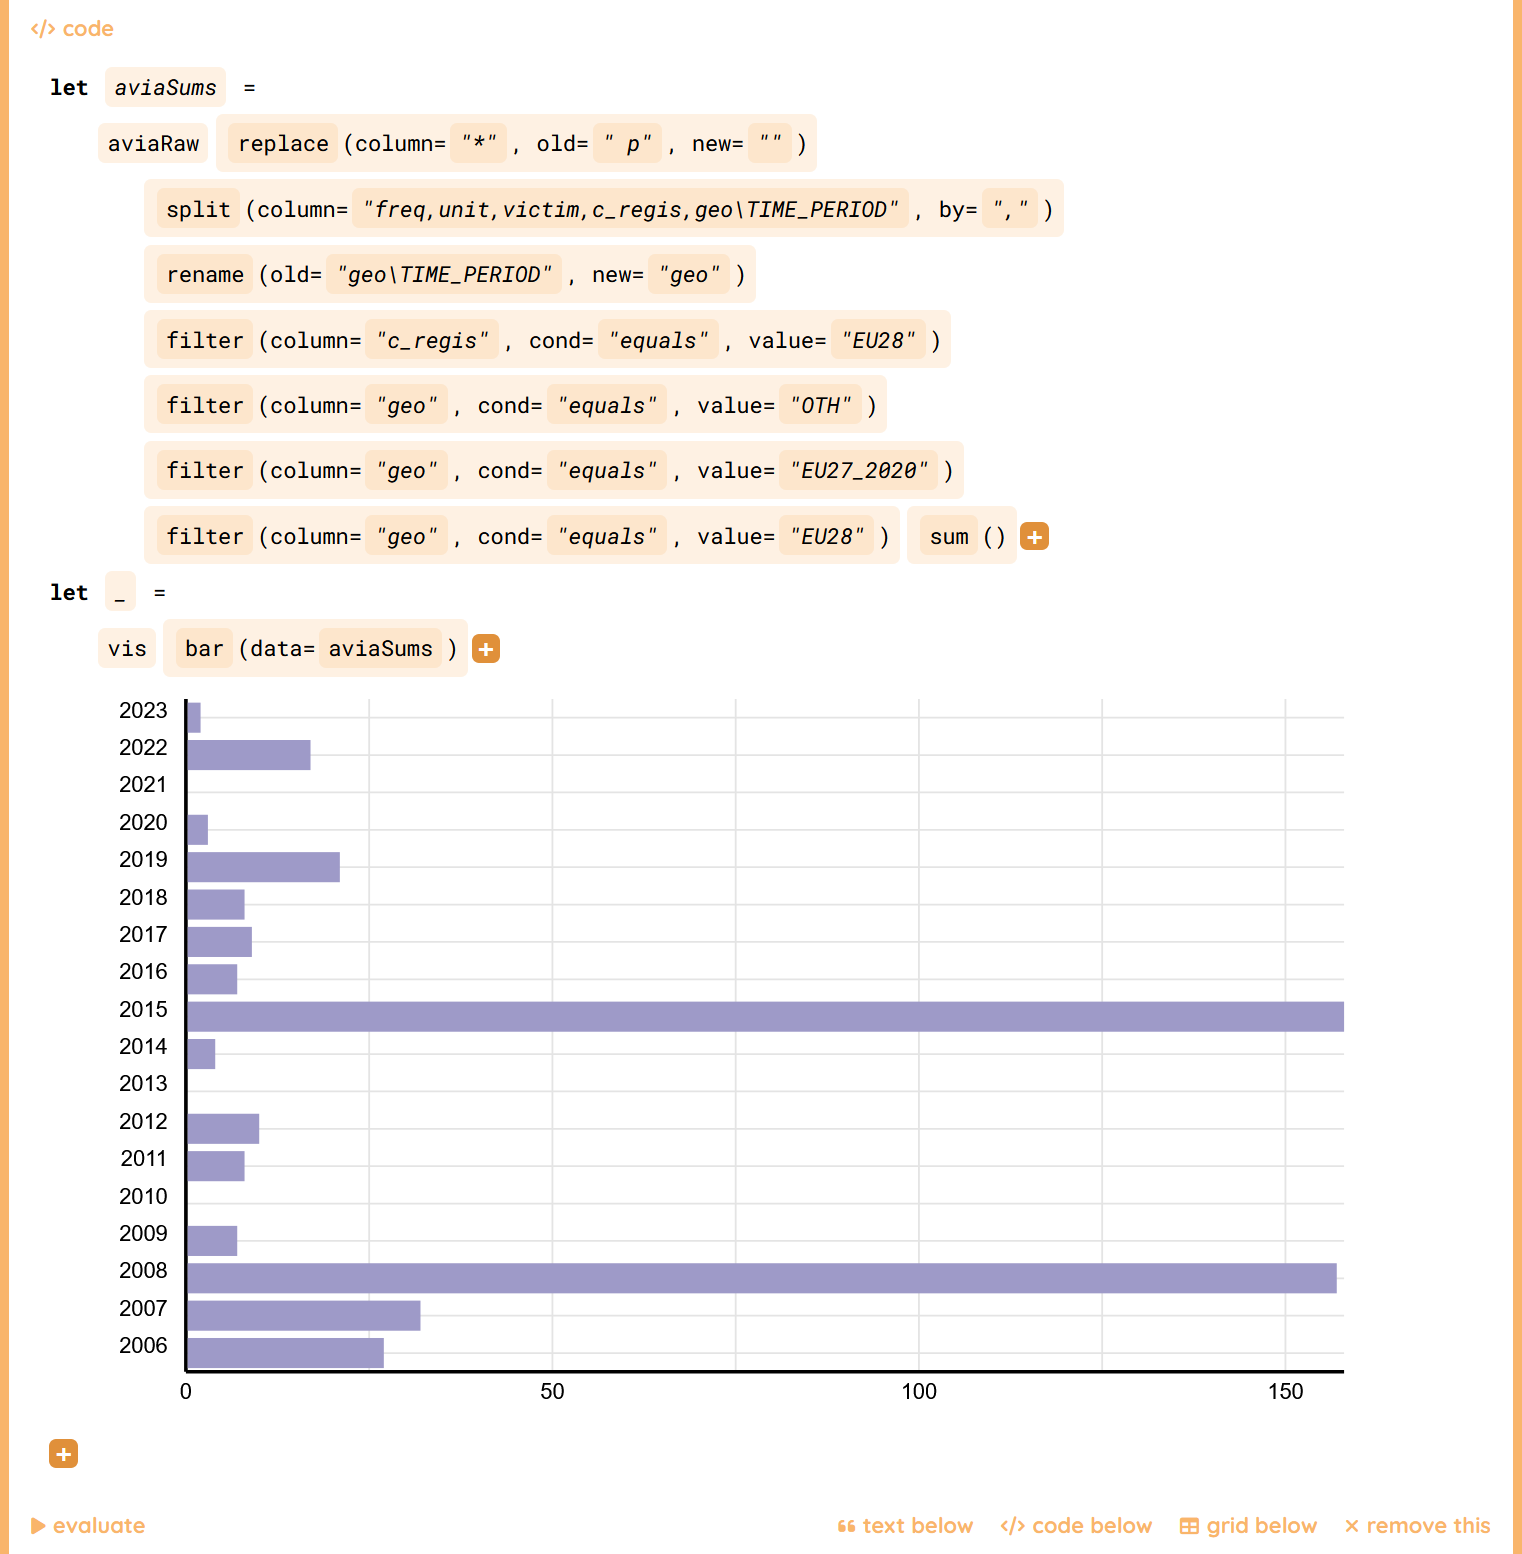 </> code
let aviaSums =
aviaRaw replace (column= "*" , old= " p" , new= "" )
split (column= "freq,unit,victim,c_regis,geo\TIME_PERIOD" , by= "," )
rename (old= "geo\TIME_PERIOD" , new= "geo" )
filter (column= "c_regis" , cond= "equals" , value= "EU28" )
filter (column= "geo" , cond= "equals" , value= "OTH" )
filter (column= "geo" , cond= "equals" , value= "EU27_2020" )
filter (column= "geo" , cond= "equals" , value= "EU28" ) sum () +
let _ =
vis bar (data= aviaSums ) +
2023
2022
2021
2020
2019
2018
2017
2016
2015
2014
2013
2012
2011
2010
2009
2008
2007
2006
0 50 100 150
+
evaluate text below </> code below grid below × remove this